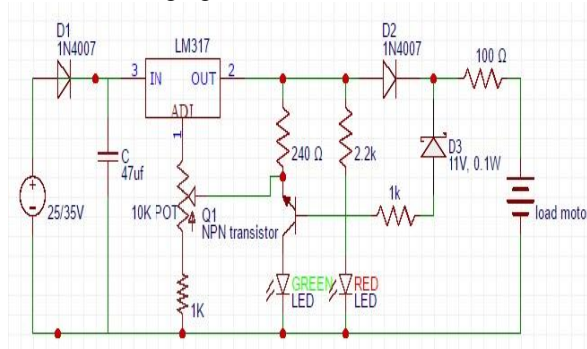 D1
1N4007
LM317
D2
1N4007
100 Ω
3 IN OUT 2
ADJ
1
C
47uf
240 Ω
2.2k
D3
11V, 0.1W
25/35V
10K POT
Q1
NPN transistor
1k
load moto
GREEN
LED
RED
LED
1K